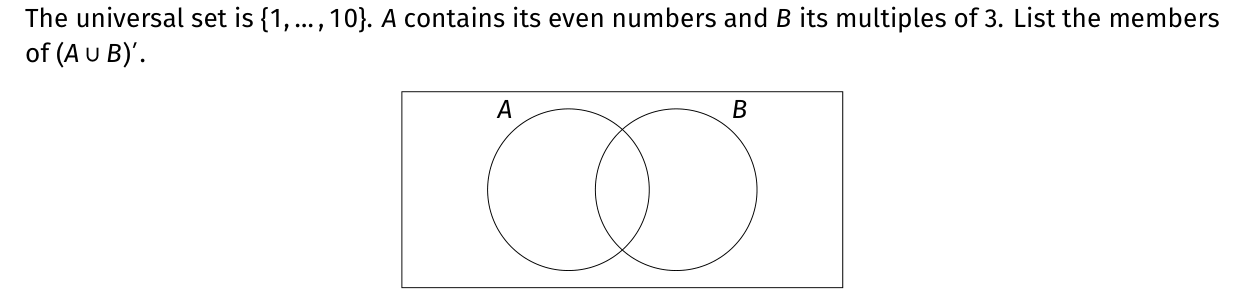 The universal set is {1, … , 10}. A contains its even numbers and B its multiples of 3. List the members
of (A ∪ B)′.
A B